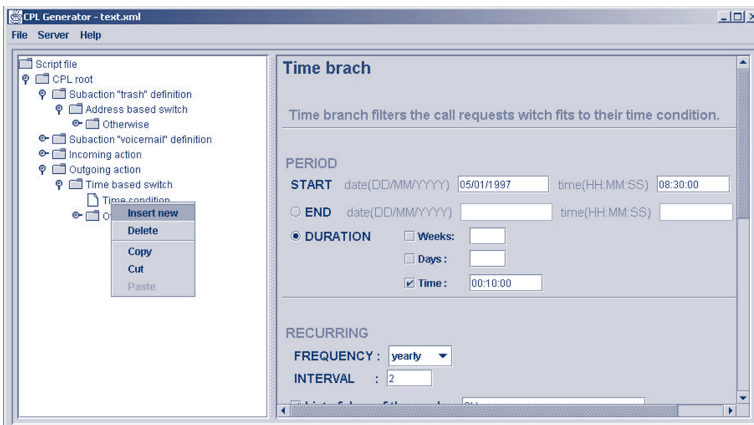 CPL Generator - text.xml
File Server Help
Script file
CPL root
Subaction "trash" definition
Address based switch
Otherwise
Subaction "voicemail" definition
Incoming action
Outgoing action
Time based switch
Time condition
Insert new
Delete
Copy
Cut
Paste
Time brach
Time branch filters the call requests witch fits to their time condition.
PERIOD
START date(DD/MM/YYYY) 05/01/1997 time(HH:MM:SS) 08:30:00
END date(DD/MM/YYYY) time(HH:MM:SS)
DURATION Weeks:
Days :
Time : 00:10:00
RECURRING
FREQUENCY : yearly
INTERVAL : 2